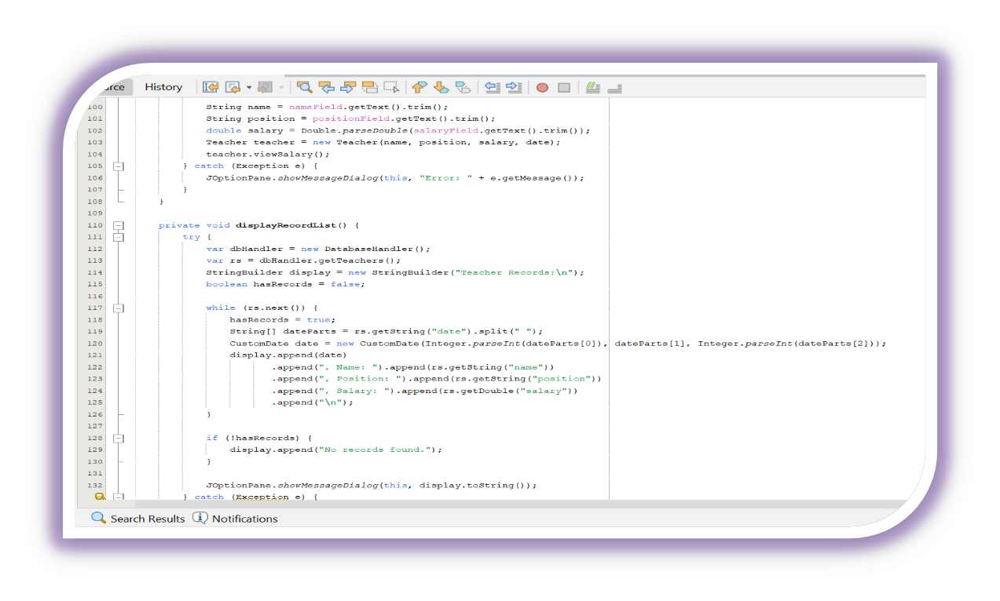 rce History
100 String name = nameField.getText().trim();
101 String position = positionField.getText().trim();
102 double salary = Double.parseDouble(salaryField.getText().trim());
103 Teacher teacher = new Teacher(name, position, salary, date);
104 teacher.viewSalary();
105 } catch (Exception e) {
106 JOptionPane.showMessageDialog(this, "Error: " + e.getMessage());
107 }
108 }
109
110 private void displayRecordList() {
111 try {
112 var dbHandler = new DatabaseHandler();
113 var rs = dbHandler.getTeachers();
114 StringBuilder display = new StringBuilder("Teacher Records:\n");
115 boolean hasRecords = false;
116
117 while (rs.next()) {
118 hasRecords = true;
119 String[] dateParts = rs.getString("date").split(" ");
120 CustomDate date = new CustomDate(Integer.parseInt(dateParts[0]), dateParts[1], Integer.parseInt(dateParts[2]));
121 display.append(date)
122 .append(", Name: ").append(rs.getString("name"))
123 .append(", Position: ").append(rs.getString("position"))
124 .append(", Salary: ").append(rs.getDouble("salary"))
125 .append("\n");
126 }
127
128 if (!hasRecords) {
129 display.append("No records found.");
130 }
131
132 JOptionPane.showMessageDialog(this, display.toString());
} catch (Exception e) {
Search Results Notifications